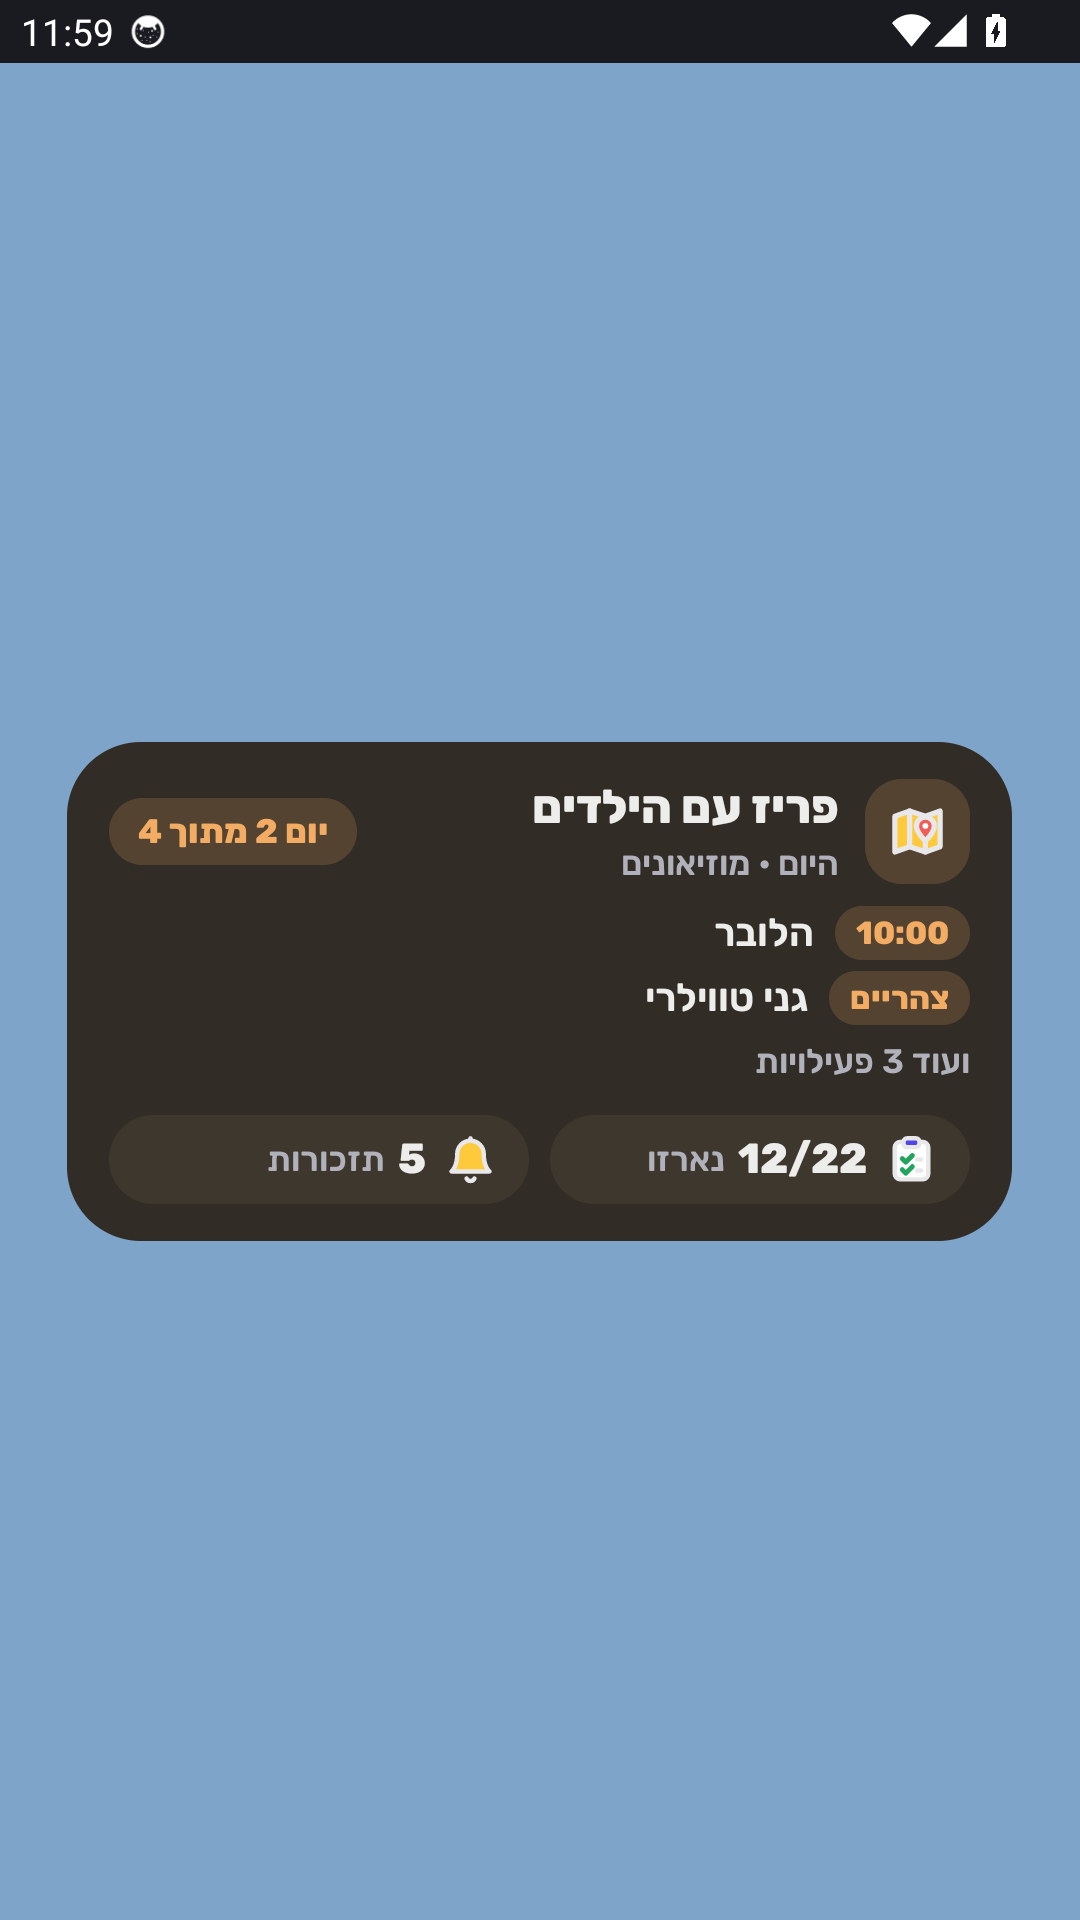 11:59
פריז עם הילדים
יום 2 מתוך 4
היום • מוזיאונים
10:00 הלובר
צהריים גני טווילרי
ועוד 3 פעילויות
12/22 נארזו
5 תזכורות